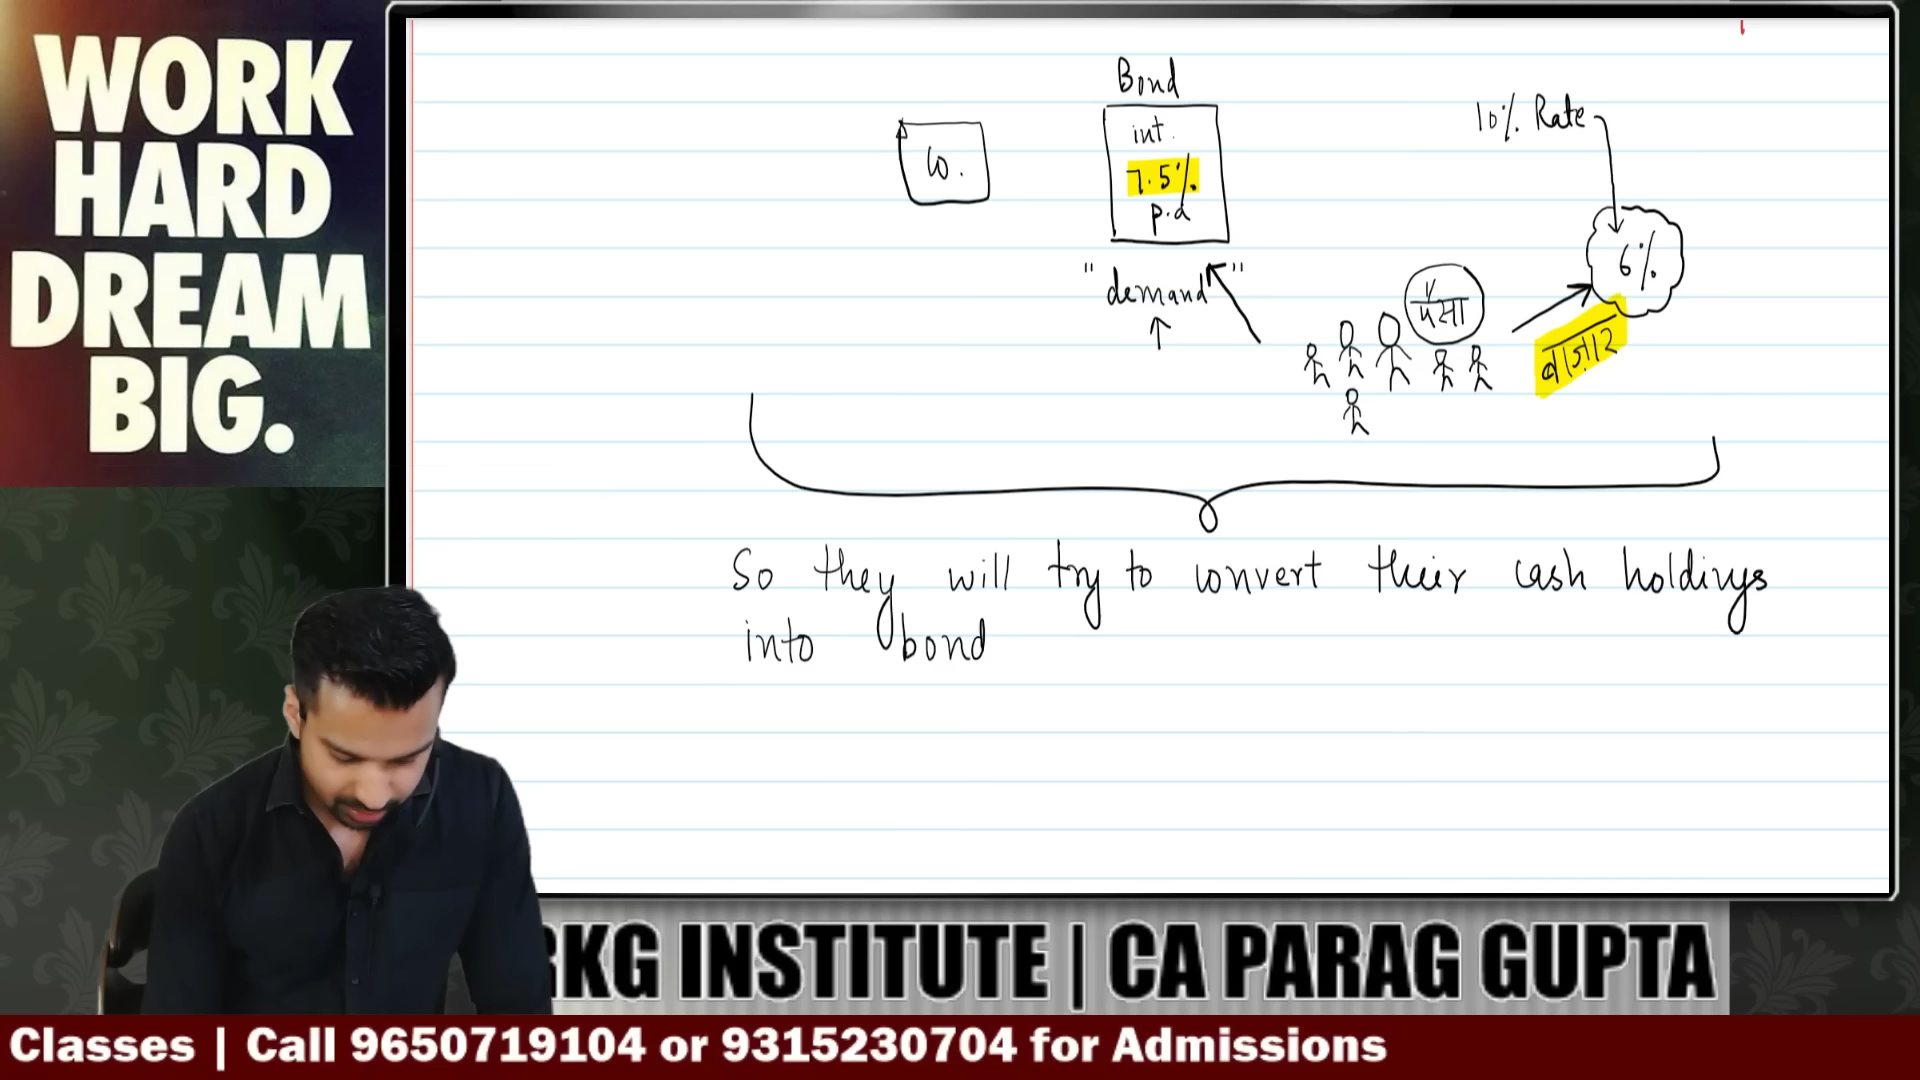 WORK
HARD
DREAM
BIG.
Bond
Co.
int.
7.5%
p.a
10% Rate
6%
"demand"
पैसा
बाज़ार
So they will try to convert their cash holdings
into bond
RKG INSTITUTE | CA PARAG GUPTA
Classes | Call 9650719104 or 9315230704 for Admissions